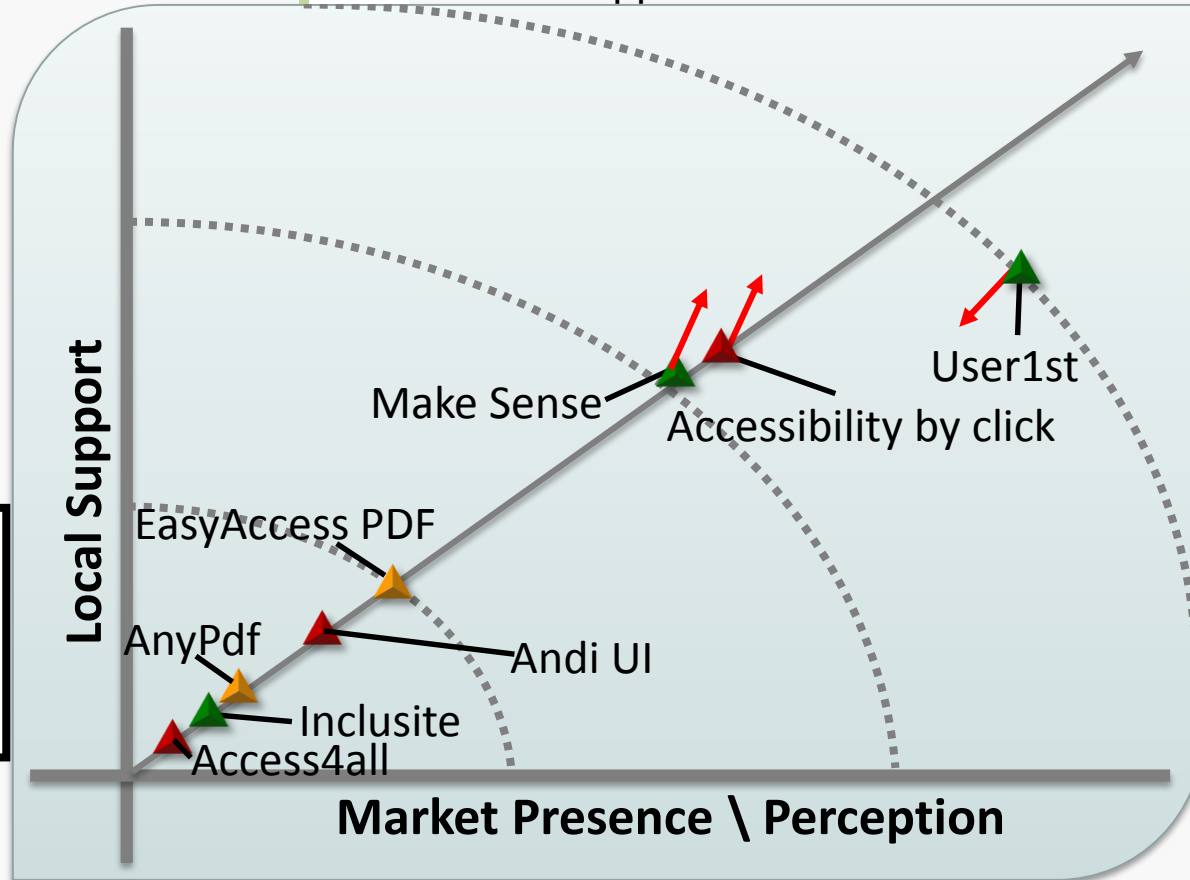 User1st
Make Sense
Accessibility by click
Local Support
EasyAccess PDF
AnyPdf
Andi UI
Inclusite
Access4all
Market Presence \ Perception